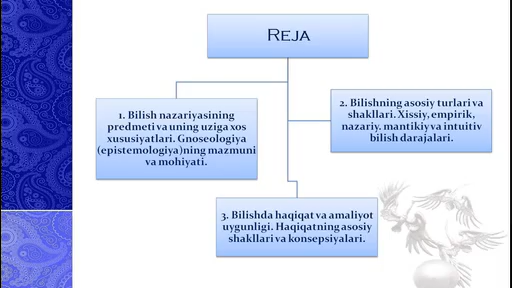 Reja
1. Bilish nazariyasining
predmeti va uning uziga xos
xususiyatlari. Gnoseologiya
(epistemologiya)ning mazmuni
va mohiyati.
2. Bilishning asosiy turlari va
shakllari. Xissiy, empirik,
nazariy. mantikiy va intuitiv
bilish darajalari.
3. Bilishda haqiqat va amaliyot
uygunligi. Haqiqatning asosiy
shakllari va konsepsiyalari.